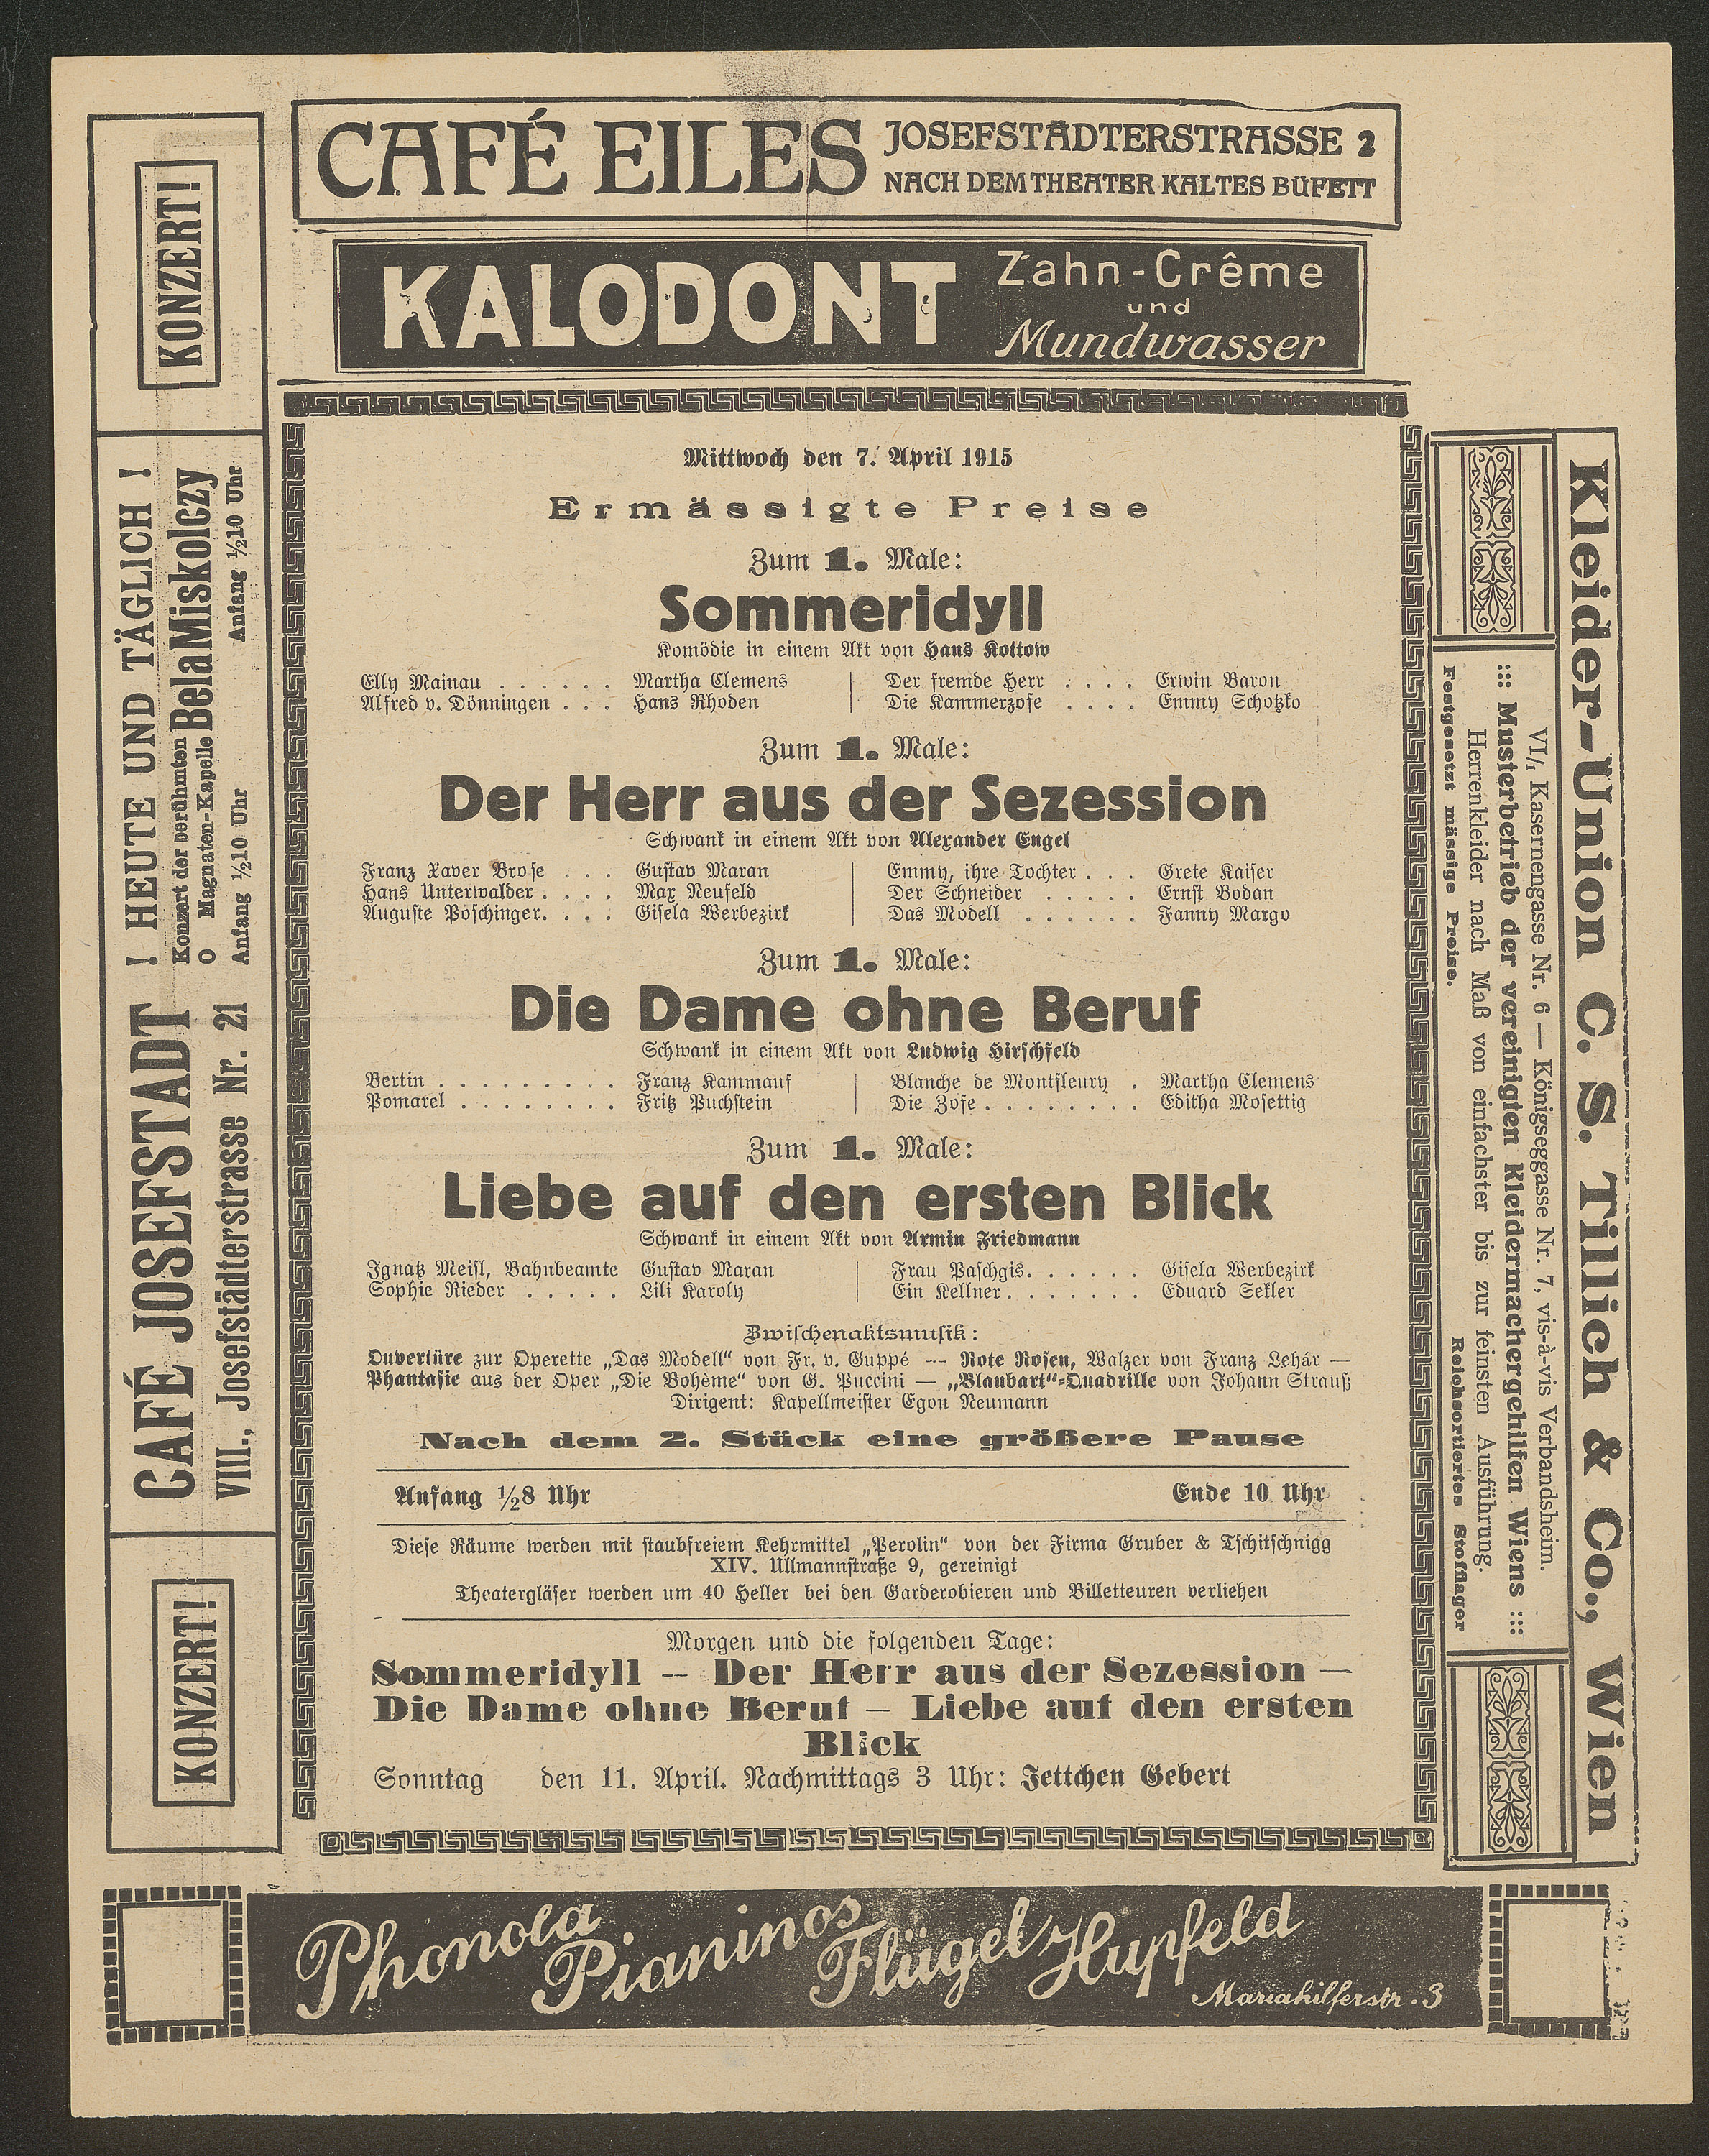 CAFÉ EILES
JOSEFSTÄDTERSTRASSE 2
NACH DEM THEATER KALTES BÜFETT
KALODONT
Zahn-Crême
und
Mundwasser
KONZERT!
! HEUTE UND TÄGLICH !
Konzert der berühmten
O Magnaten-Kapelle Bela Miskolczy
Anfang ½10 Uhr Anfang ½10 Uhr
CAFÉ JOSEFSTADT
VIII., Josefstädterstrasse Nr. 21
KONZERT!
Mittwoch den 7. April 1915
Ermässigte Preise
Zum 1. Male:
Sommeridyll
Komödie in einem Akt von Hans Kottow
Elly Mainau . . . . . . Martha Clemens | Der fremde Herr . . . . Erwin Baron
Alfred v. Dönningen . . . Hans Rhoden | Die Kammerzofe . . . . Emmy Schotzko
Zum 1. Male:
Der Herr aus der Sezession
Schwank in einem Akt von Alexander Engel
Franz Xaver Brose . . . Gustav Maran | Emmy, ihre Tochter . . . Grete Kaiser
Hans Unterwalder . . . . Max Neufeld | Der Schneider . . . . . Ernst Bodan
Auguste Pöschinger. . . . Gisela Werbezirk | Das Modell . . . . . . Fanny Margo
Zum 1. Male:
Die Dame ohne Beruf
Schwank in einem Akt von Ludwig Hirschfeld
Bertin . . . . . . . . . Franz Kammauf | Blanche de Montfleury . Martha Clemens
Pomarel . . . . . . . . Fritz Puchstein | Die Zofe . . . . . . . . Editha Mosettig
Zum 1. Male:
Liebe auf den ersten Blick
Schwank in einem Akt von Armin Friedmann
Ignatz Meisl, Bahnbeamte Gustav Maran | Frau Paschgis. . . . . . Gisela Werbezirk
Sophie Rieder . . . . . Lili Karoly | Ein Kellner. . . . . . . Eduard Sekler
Zwischenaktsmusik:
Ouvertüre zur Operette „Das Modell“ von Fr. v. Suppé — Rote Rosen, Walzer von Franz Lehár —
Phantasie aus der Oper „Die Bohème“ von G. Puccini — „Blaubart“-Quadrille von Johann Strauß
Dirigent: Kapellmeister Egon Neumann
Nach dem 2. Stück eine größere Pause
Anfang ½8 Uhr Ende 10 Uhr
Diese Räume werden mit staubfreiem Kehrmittel „Perolin“ von der Firma Gruber & Tschitschnigg
XIV. Ullmannstraße 9, gereinigt
Theatergläser werden um 40 Heller bei den Garderobieren und Billetteuren verliehen
Morgen und die folgenden Tage:
Sommeridyll — Der Herr aus der Sezession —
Die Dame ohne Beruf — Liebe auf den ersten
Blick
Sonntag den 11. April. Nachmittags 3 Uhr: Jettchen Gebert
Kleider-Union C. S. Tillich & Co., Wien
VI/1 Kasernengasse Nr. 6 — Königseggasse Nr. 7, vis-à-vis Verbandsheim.
::: Musterbetrieb der vereinigten Kleidermachergehilfen Wiens :::
Herrenkleider nach Maß von einfachster bis zur feinsten Ausführung.
Festgesetzt mässige Preise. Reichsortiertes Stofflager
Phonola Pianinos Flügel Hupfeld
Mariahilferstr. 3